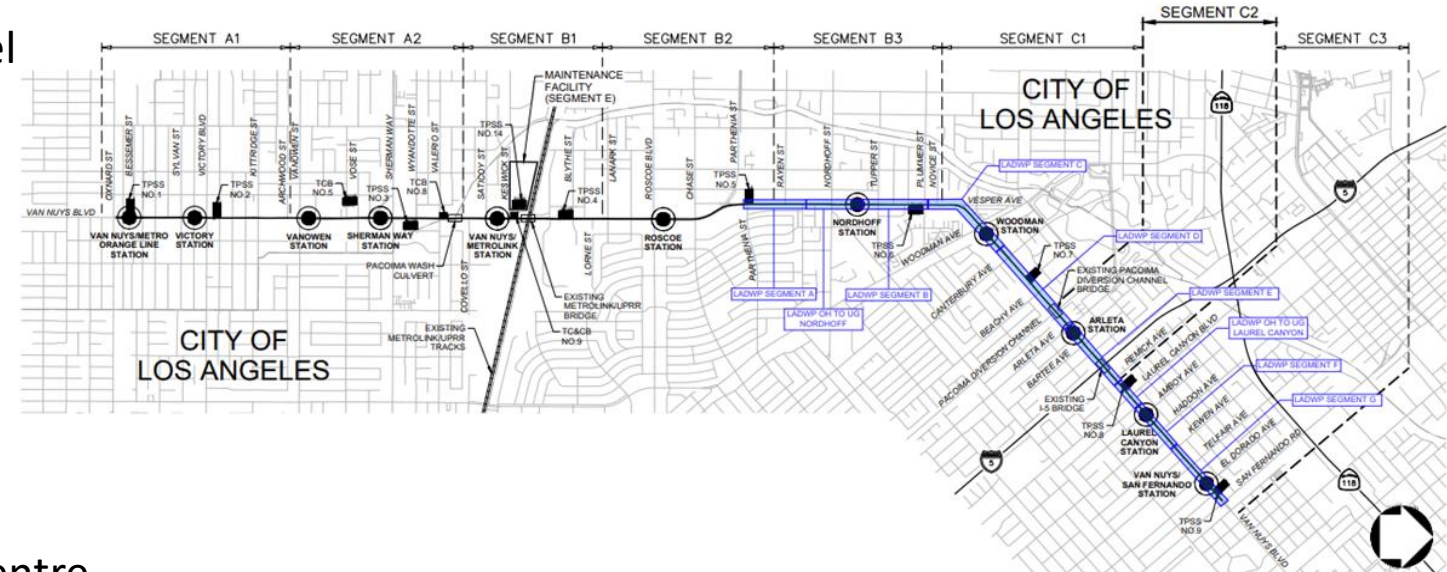 el
SEGMENT A1
SEGMENT A2
SEGMENT B1
SEGMENT B2
SEGMENT B3
SEGMENT C1
SEGMENT C2
SEGMENT C3
MAINTENANCE
FACILITY
(SEGMENT E)
CITY OF
LOS ANGELES
118
5
OXNARD ST
BESSEMER ST
SYLVAN ST
VICTORY BLVD
KITTRIDGE ST
ARCHWOOD ST
VANOWEN ST
VOSE ST
SHERMAN WAY
WYANDOTTE ST
VALERIO ST
SATICOY ST
KESWICK ST
BLYTHE ST
LANARK ST
ROSCOE BLVD
CHASE ST
PARTHENIA ST
RAYEN ST
NORDHOFF ST
TUPPER ST
PLUMMER ST
NOVICE ST
TPSS
NO.1
TPSS
NO.2
TCB
NO.5
TPSS
NO.3
TCB
NO.8
TPSS
NO.14
TPSS
NO.4
TPSS
NO.5
LADWP SEGMENT C
VESPER AVE
VAN NUYS BLVD
VAN NUYS/METRO
ORANGE LINE
STATION
VICTORY
STATION
VANOWEN
STATION
SHERMAN WAY
STATION
VAN NUYS/
METROLINK
STATION
ROSCOE
STATION
NORDHOFF
STATION
WOODMAN
STATION
PACOIMA WASH
CULVERT
COVELLO ST
LORNE ST
PARTHENIA ST
TPSS
NO.6
WOODMAN AVE
LADWP SEGMENT D
TPSS
NO.7
EXISTING PACOIMA
DIVERSION CHANNEL
BRIDGE
LADWP SEGMENT A
LADWP SEGMENT B
LADWP OH TO UG
NORDHOFF
LADWP SEGMENT E
CANTERBURY AVE
BEACHY AVE
PACOIMA DIVERSION CHANNEL
ARLETA AVE
BARTEE AVE
ARLETA
STATION
EXISTING
METROLINK/UPRR
BRIDGE
TC&CB
NO.9
EXISTING
METROLINK/UPRR
TRACKS
CITY OF
LOS ANGELES
REMICK AVE
LAUREL CANYON BLVD
LADWP OH TO UG
LAUREL CANYON
AMBOY AVE
HADDON AVE
LADWP SEGMENT F
KEWEN AVE
TELFAIR AVE
LADWP SEGMENT G
EL DORADO AVE
SAN FERNANDO RD
EXISTING
I-5 BRIDGE
TPSS
NO.8
LAUREL
CANYON
STATION
5
VAN NUYS/
SAN FERNANDO
STATION
118
TPSS
NO.9
VAN NUYS BLVD
entre